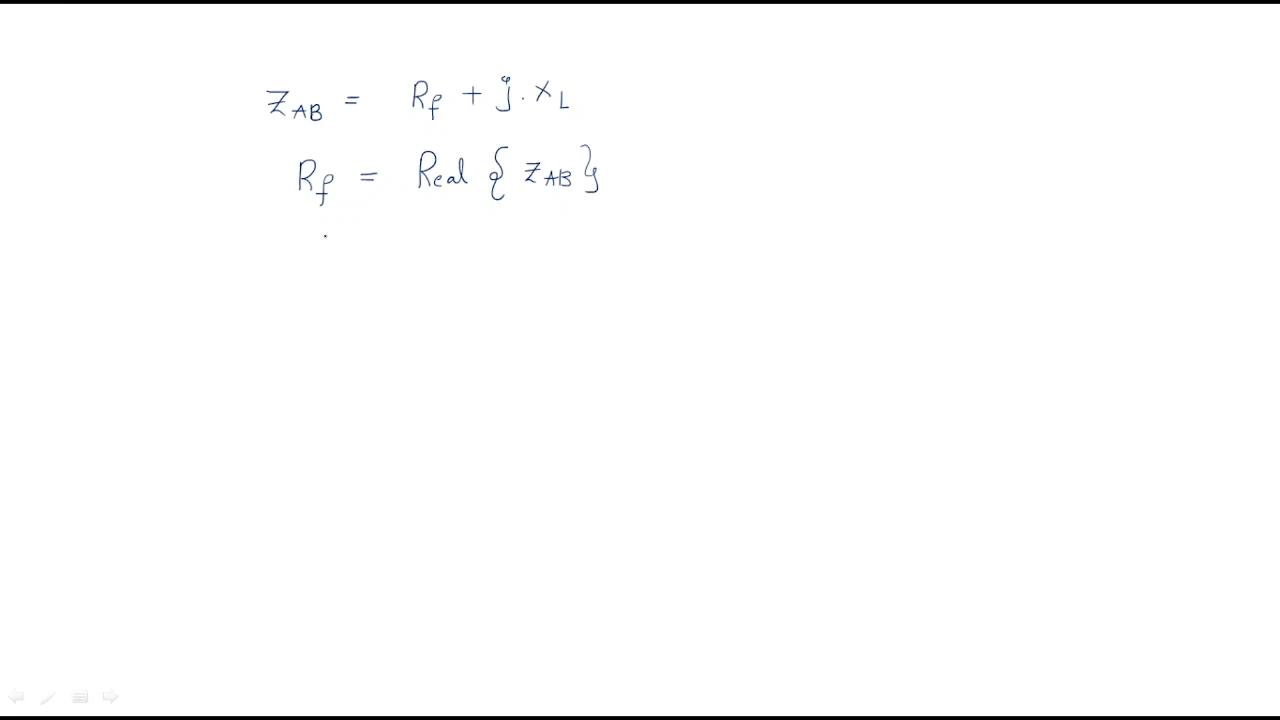 Z_AB = R_f + j . X_L
R_f = Real { Z_AB }